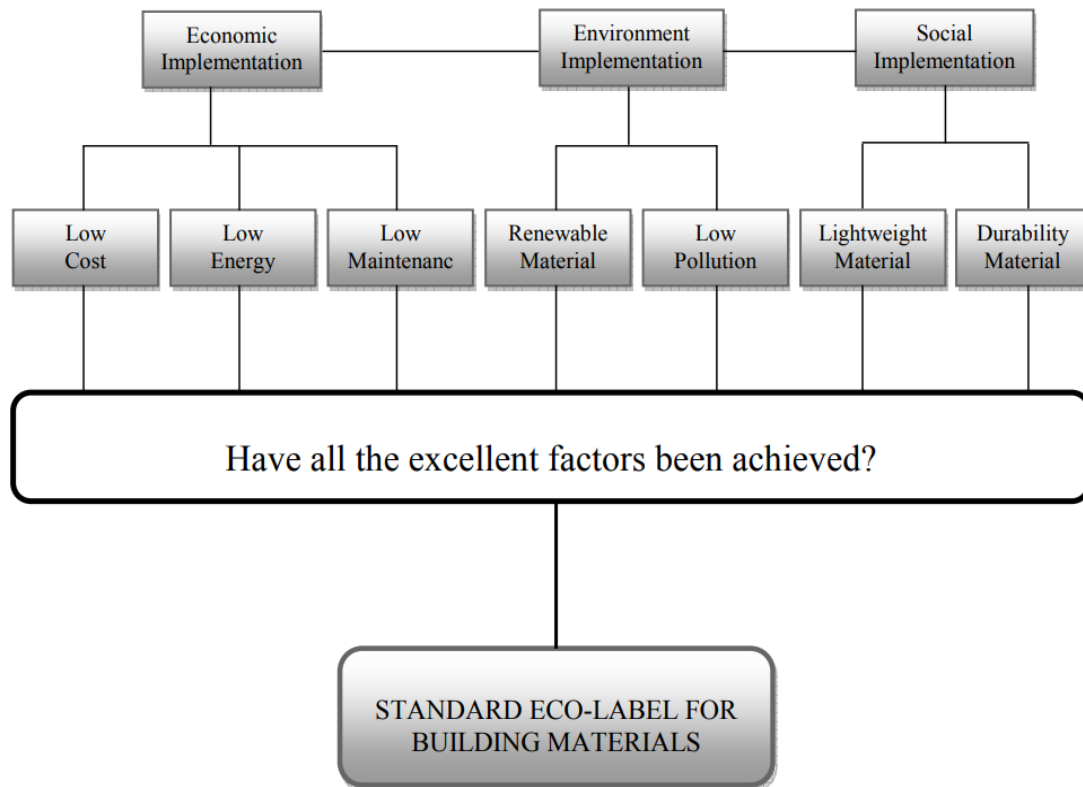 Economic
Implementation
Environment
Implementation
Social
Implementation
Low
Cost
Low
Energy
Low
Maintenanc
Renewable
Material
Low
Pollution
Lightweight
Material
Durability
Material
Have all the excellent factors been achieved?
STANDARD ECO-LABEL FOR
BUILDING MATERIALS